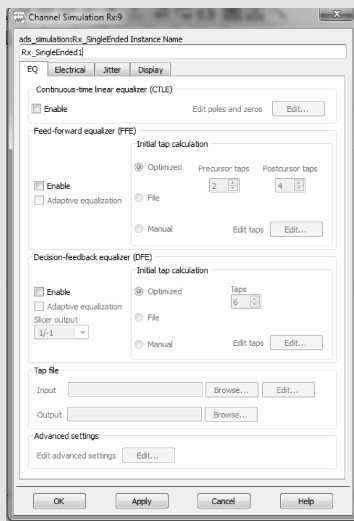 Channel Simulation Rx:9
ads_simulation:Rx_SingleEnded Instance Name
Rx_SingleEnded1
EQ Electrical Jitter Display
Continuous-time linear equalizer (CTLE)
Enable Edit poles and zeros Edit...
Feed-forward equalizer (FFE)
Initial tap calculation
Optimized Precursor taps Postcursor taps
2 4
Enable
Adaptive equalization
File
Manual Edit taps Edit...
Decision-feedback equalizer (DFE)
Initial tap calculation
Enable Optimized Taps
6
Adaptive equalization
Slicer output
1/-1
File
Manual Edit taps Edit...
Tap file
Input Browse... Edit...
Output Browse...
Advanced settings
Edit advanced settings Edit...
OK Apply Cancel Help